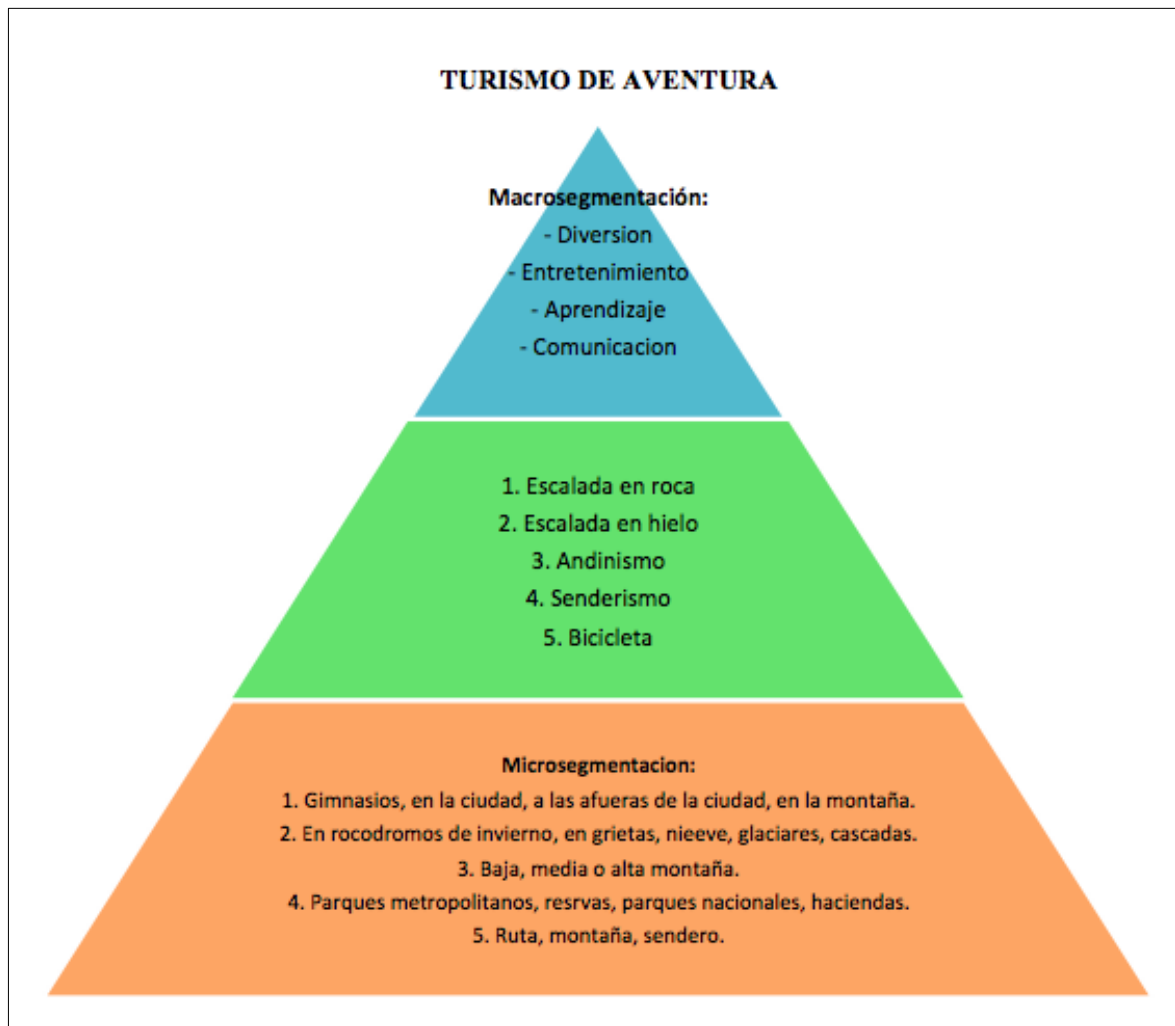 TURISMO DE AVENTURA
Macrosegmentación:
- Diversion
- Entretenimiento
- Aprendizaje
- Comunicacion
1. Escalada en roca
2. Escalada en hielo
3. Andinismo
4. Senderismo
5. Bicicleta
Microsegmentacion:
1. Gimnasios, en la ciudad, a las afueras de la ciudad, en la montaña.
2. En rocodromos de invierno, en grietas, nieeve, glaciares, cascadas.
3. Baja, media o alta montaña.
4. Parques metropolitanos, resrvas, parques nacionales, haciendas.
5. Ruta, montaña, sendero.